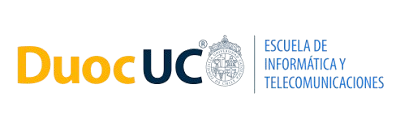 DuocUC®
ESCUELA DE
INFORMÁTICA Y
TELECOMUNICACIONES